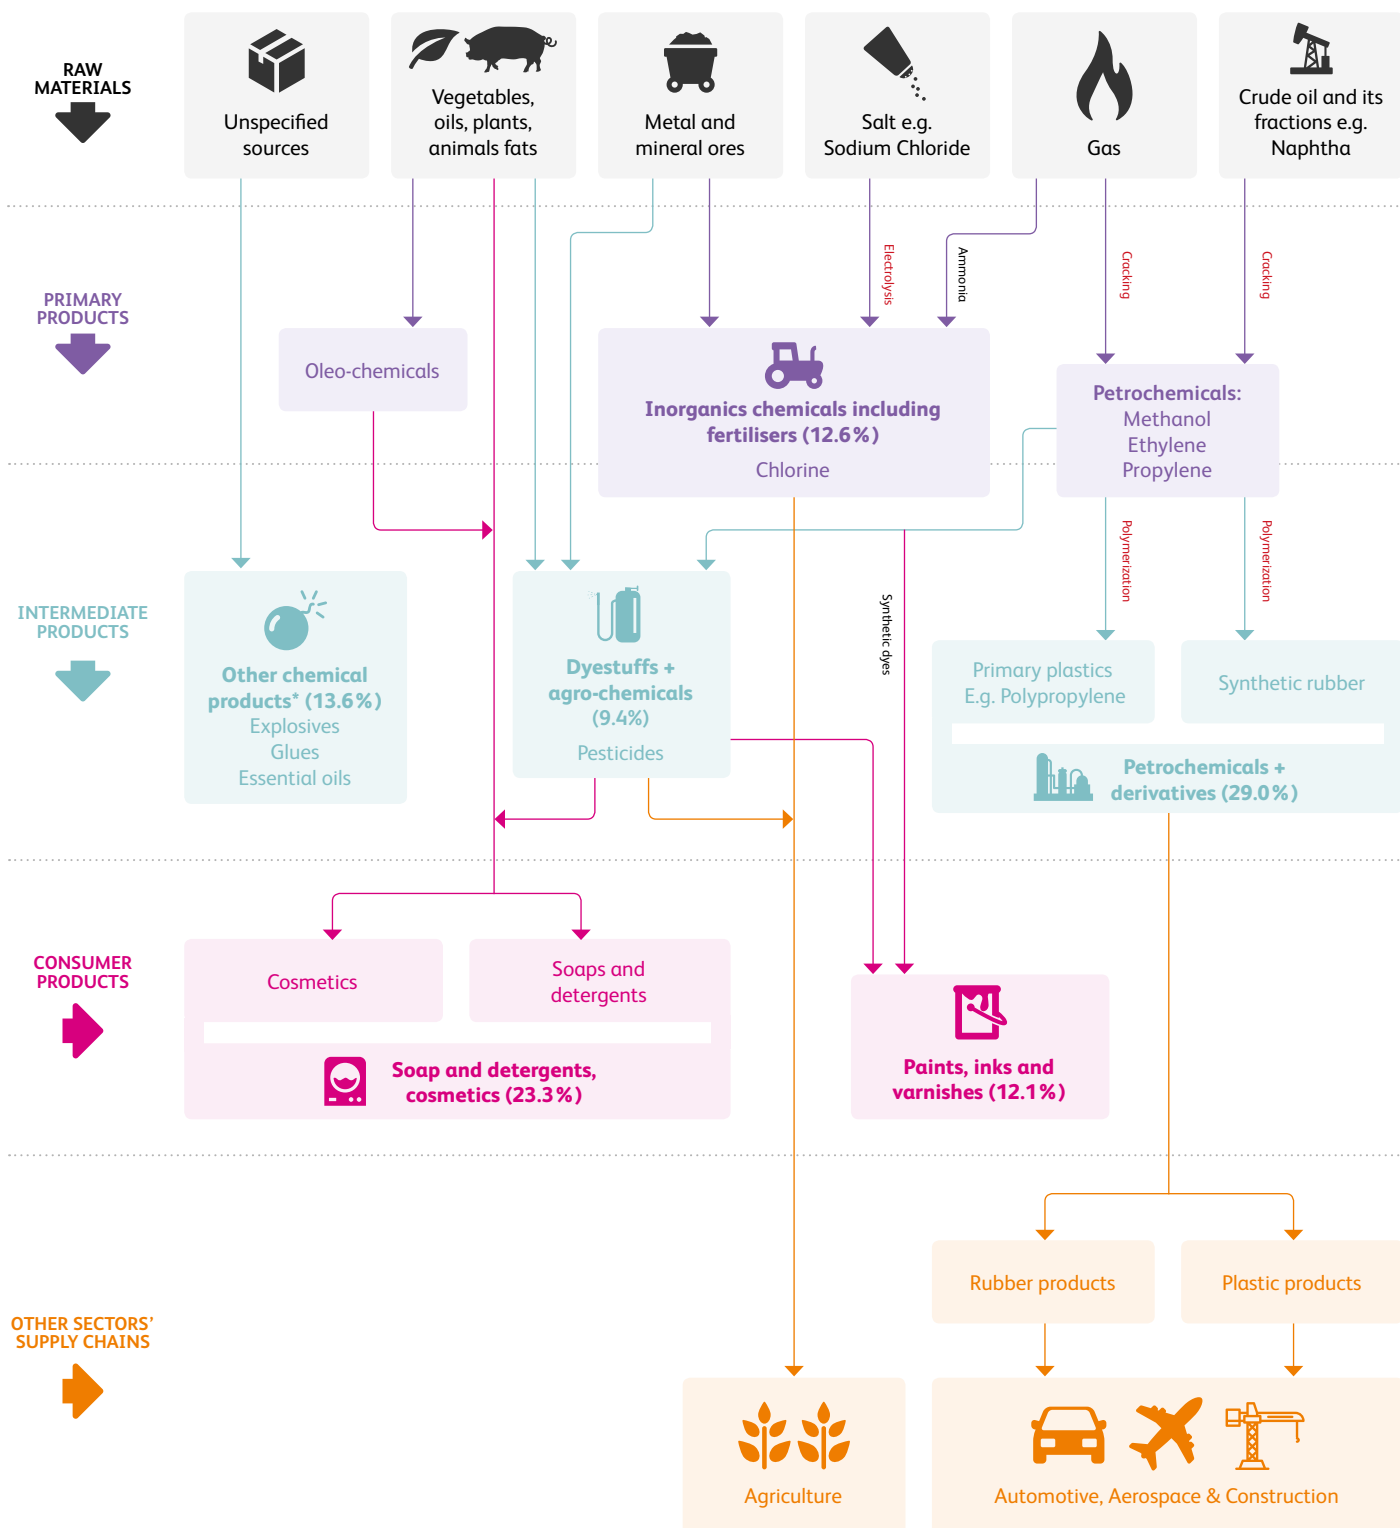 RAW
MATERIALS
Unspecified
sources
Vegetables,
oils, plants,
animals fats
Metal and
mineral ores
Salt e.g.
Sodium Chloride
Gas
Crude oil and its
fractions e.g.
Naphtha
PRIMARY
PRODUCTS
Electrolysis
Ammonia
Cracking
Cracking
Oleo-chemicals
Inorganics chemicals including
fertilisers (12.6%)
Chlorine
Petrochemicals:
Methanol
Ethylene
Propylene
INTERMEDIATE
PRODUCTS
Polymerization
Polymerization
Synthetic dyes
Other chemical
products* (13.6%)
Explosives
Glues
Essential oils
Dyestuffs +
agro-chemicals
(9.4%)
Pesticides
Primary plastics
E.g. Polypropylene
Synthetic rubber
Petrochemicals +
derivatives (29.0%)
CONSUMER
PRODUCTS
Cosmetics
Soaps and
detergents
Soap and detergents,
cosmetics (23.3%)
Paints, inks and
varnishes (12.1%)
OTHER SECTORS’
SUPPLY CHAINS
Rubber products
Plastic products
Agriculture
Automotive, Aerospace & Construction